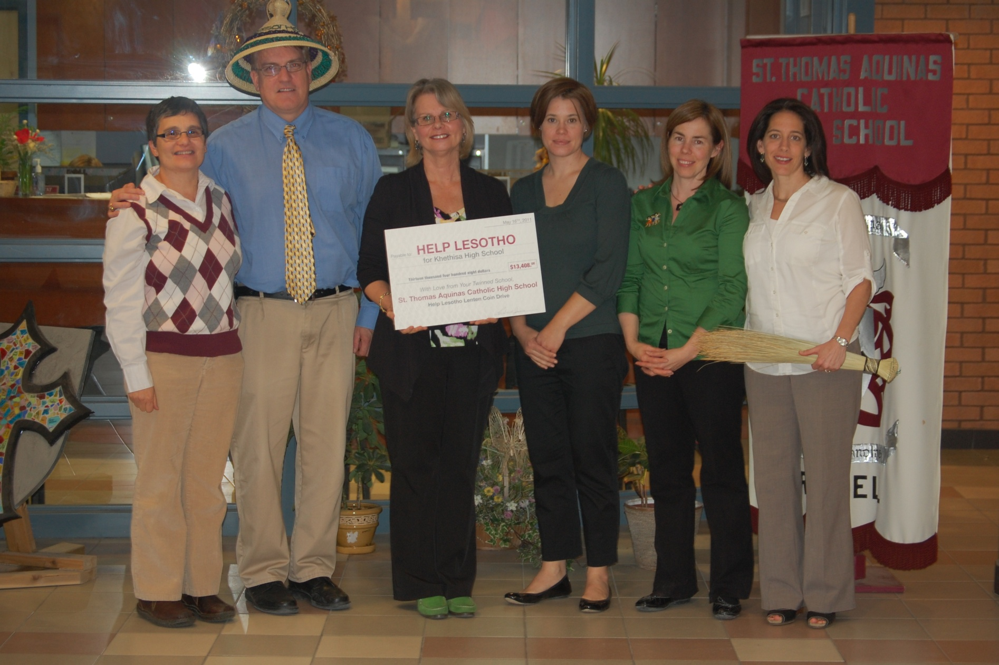 ST. THOMAS AQUINAS
CATHOLIC
SCHOOL
May 16TH, 2011
Payable to: HELP LESOTHO
for Khethisa High School
$13,408.00
Thirteen thousand four hundred eight dollars
With Love from Your Twinned School,
St. Thomas Aquinas Catholic High School
Help Lesotho Lenten Coin Drive
EL